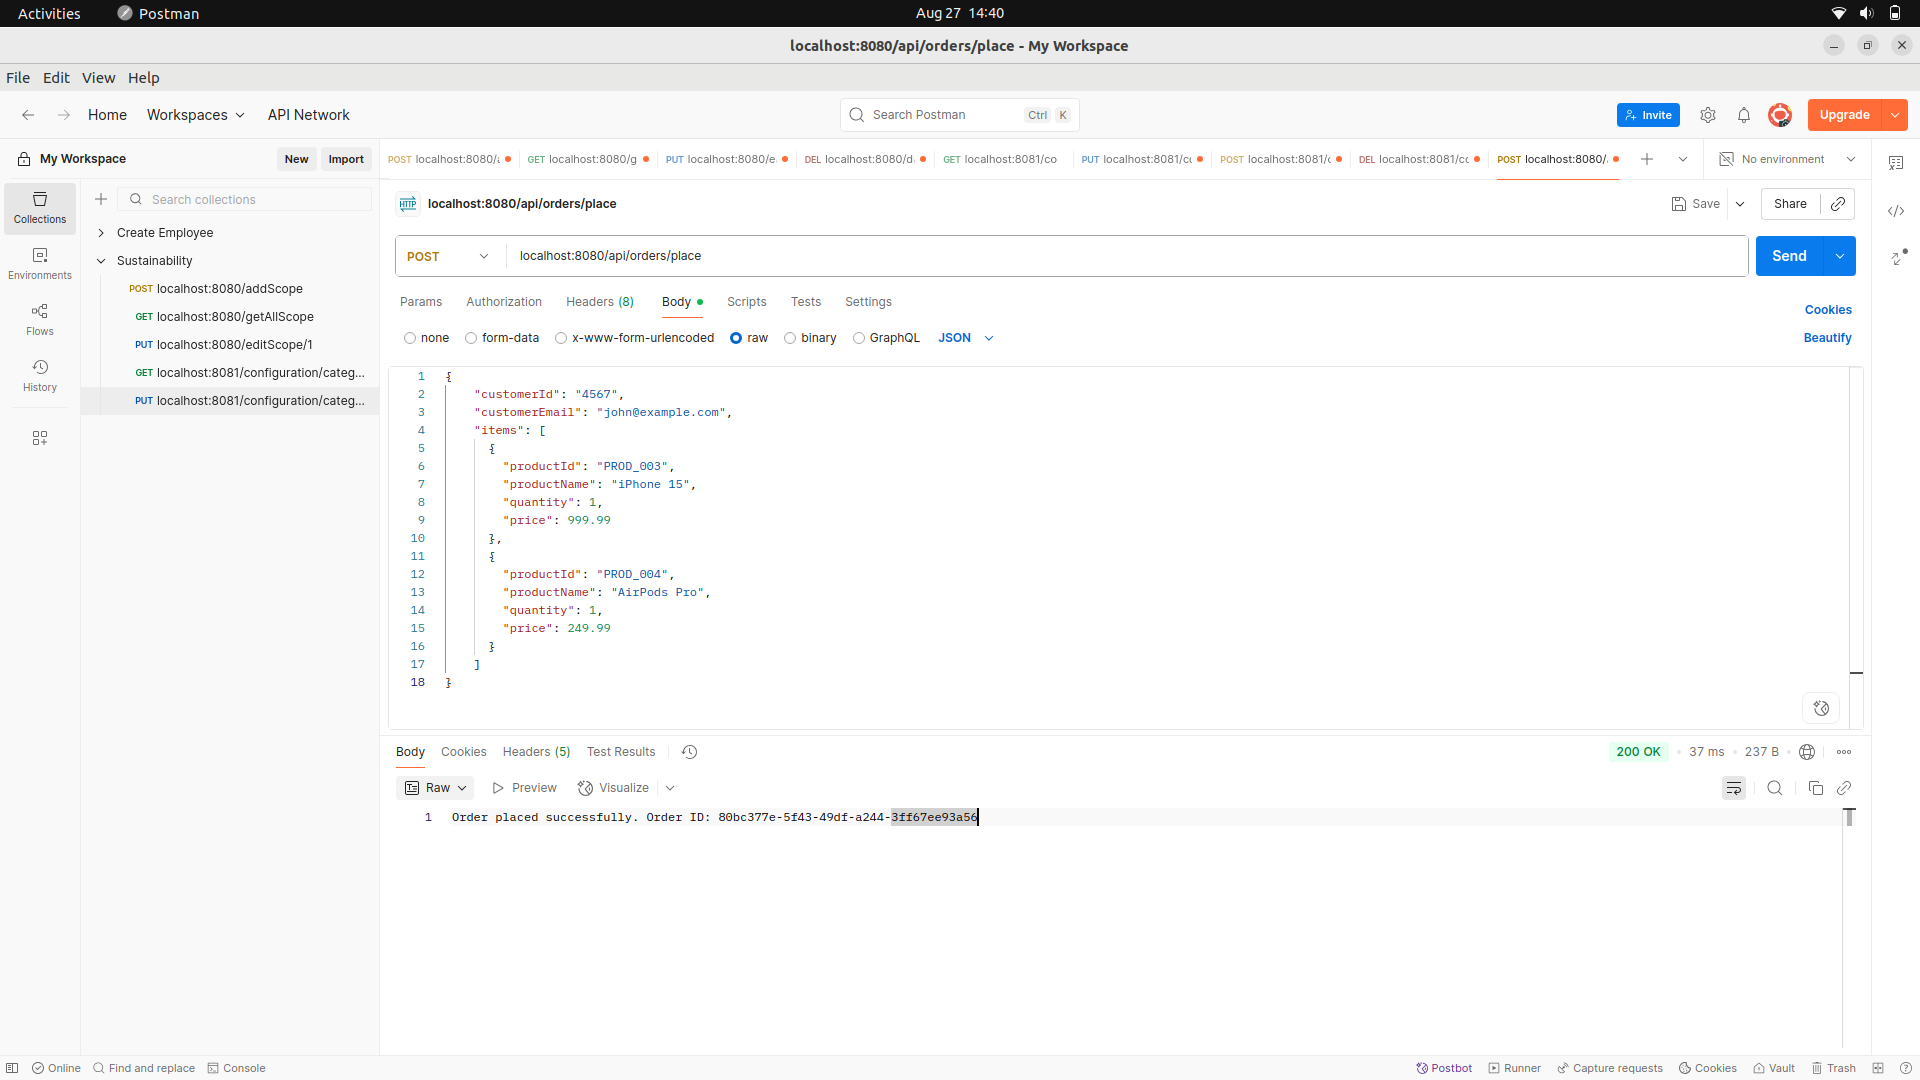 Activities Postman Aug 27 14:40
localhost:8080/api/orders/place - My Workspace
File Edit View Help
Home Workspaces API Network Search Postman Ctrl K Invite Upgrade
My Workspace New Import
POST localhost:8080/ GET localhost:8080/g PUT localhost:8080/e DEL localhost:8080/d GET localhost:8081/co PUT localhost:8081/c POST localhost:8081/ DEL localhost:8081/cc POST localhost:8080/ No environment
Collections
Environments
Flows
History
Search collections
Create Employee
Sustainability
POST localhost:8080/addScope
GET localhost:8080/getAllScope
PUT localhost:8080/editScope/1
GET localhost:8081/configuration/categ...
PUT localhost:8081/configuration/categ...
HTTP localhost:8080/api/orders/place Save Share
POST localhost:8080/api/orders/place Send
Params Authorization Headers (8) Body Scripts Tests Settings Cookies
none form-data x-www-form-urlencoded raw binary GraphQL JSON Beautify
1 {
2 "customerId": "4567",
3 "customerEmail": "john@example.com",
4 "items": [
5 {
6 "productId": "PROD_003",
7 "productName": "iPhone 15",
8 "quantity": 1,
9 "price": 999.99
10 },
11 {
12 "productId": "PROD_004",
13 "productName": "AirPods Pro",
14 "quantity": 1,
15 "price": 249.99
16 }
17 ]
18 }
Body Cookies Headers (5) Test Results 200 OK 37 ms 237 B
Raw Preview Visualize
1 Order placed successfully. Order ID: 80bc377e-5f43-49df-a244-3ff67ee93a56
Online Find and replace Console Postbot Runner Capture requests Cookies Vault Trash